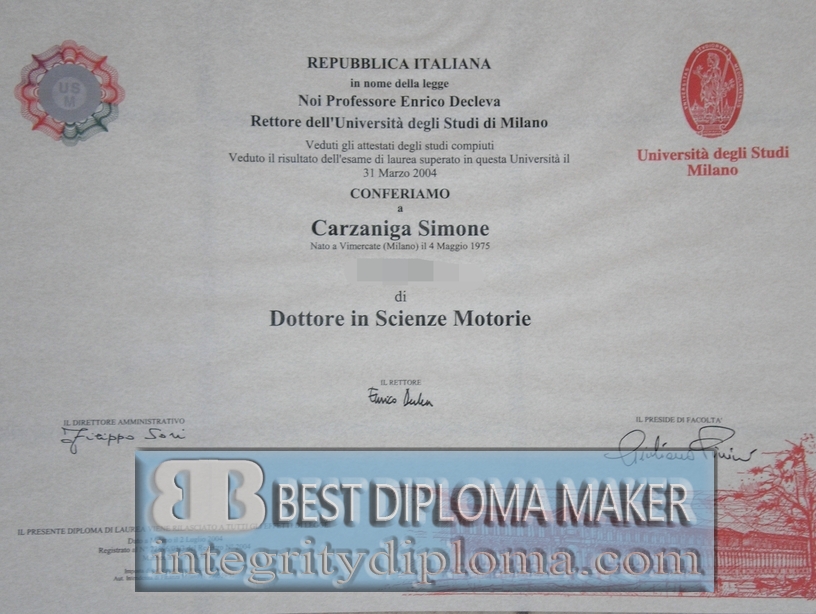 REPUBBLICA ITALIANA
in nome della legge
Noi Professore Enrico Decleva
Rettore dell'Università degli Studi di Milano
Veduti gli attestati degli studi compiuti
Veduto il risultato dell'esame di laurea superato in questa Università il
31 Marzo 2004
CONFERIAMO
a
Carzaniga Simone
Nato a Vimercate (Milano) il 4 Maggio 1975
di
Dottore in Scienze Motorie
US
M
Università degli Studi
Milano
IL RETTORE
Enrico Decleva
IL DIRETTORE AMMINISTRATIVO
IL PRESIDE DI FACOLTA'
BB BEST DIPLOMA MAKER
integritydiploma.com
IL PRESENTE DIPLOMA DI LAUREA